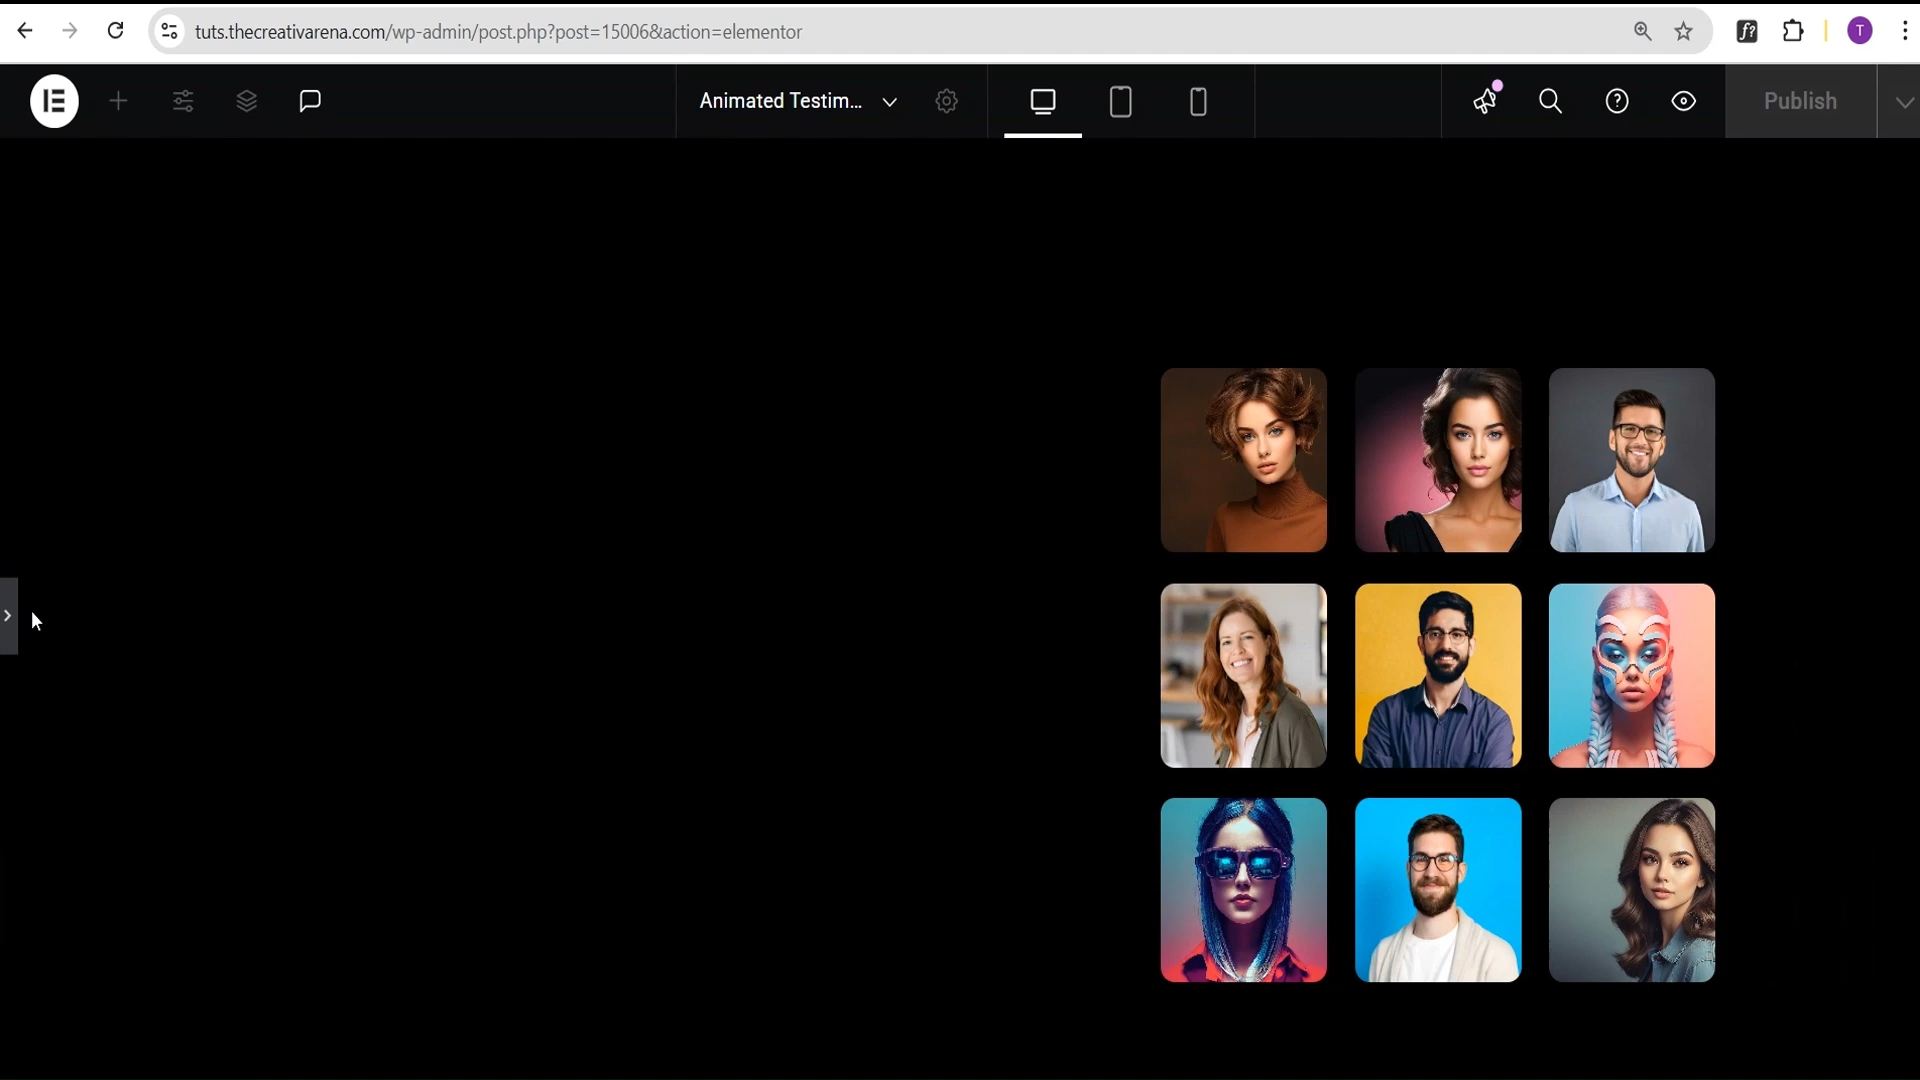 tuts.thecreativarena.com/wp-admin/post.php?post=15006&action=elementor
f?
T
Animated Testim...
Publish